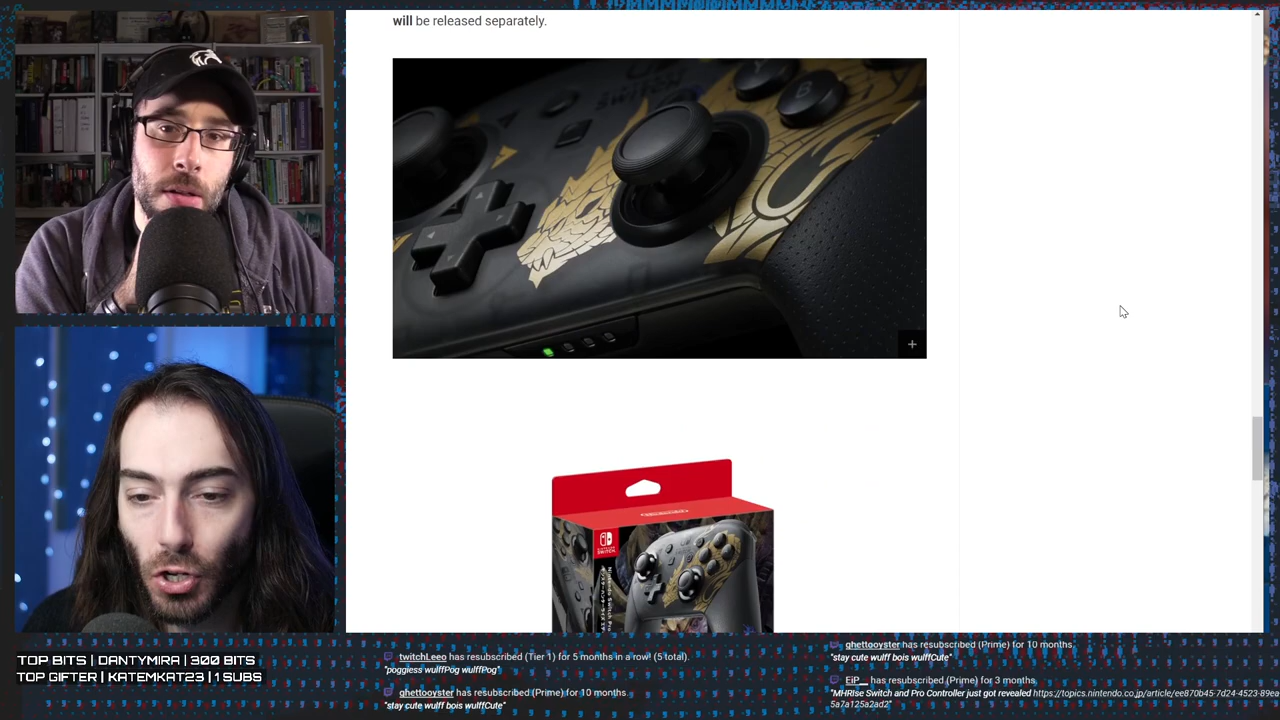 will be released separately.
SWITCH
Y
B
+
TOP BITS | DANTYMIRA | 300 BITS
TOP GIFTER | KATEMKAT23 | 1 SUBS
twitchLeeo has resubscribed (Tier 1) for 5 months in a row! (5 total).
"poggiess wulffPog wulffPog"
ghettooyster has resubscribed (Prime) for 10 months.
"stay cute wulff bois wulffCute"
ghettooyster has resubscribed (Prime) for 10 months.
"stay cute wulff bois wulffCute"
EiP__ has resubscribed (Prime) for 3 months.
"MHRise Switch and Pro Controller just got revealed https://topics.nintendo.co.jp/article/ee870b45-7d24-4523-89ea
5a7a125a2ad2"